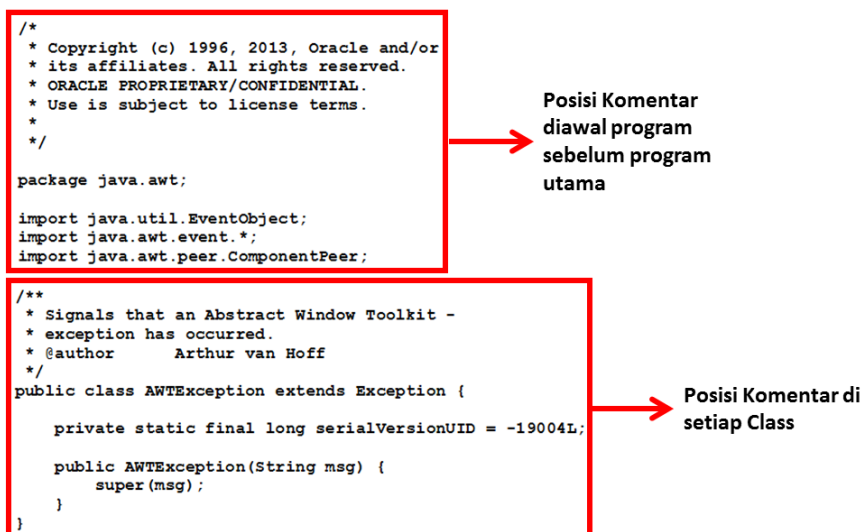 /*
 * Copyright (c) 1996, 2013, Oracle and/or
 * its affiliates. All rights reserved.
 * ORACLE PROPRIETARY/CONFIDENTIAL.
 * Use is subject to license terms.
 *
 */
package java.awt;
import java.util.EventObject;
import java.awt.event.*;
import java.awt.peer.ComponentPeer;
Posisi Komentar
diawal program
sebelum program
utama
/**
 * Signals that an Abstract Window Toolkit -
 * exception has occurred.
 * @author      Arthur van Hoff
 */
public class AWTException extends Exception {
    private static final long serialVersionUID = -19004L;
    public AWTException(String msg) {
        super(msg);
    }
}
Posisi Komentar di
setiap Class